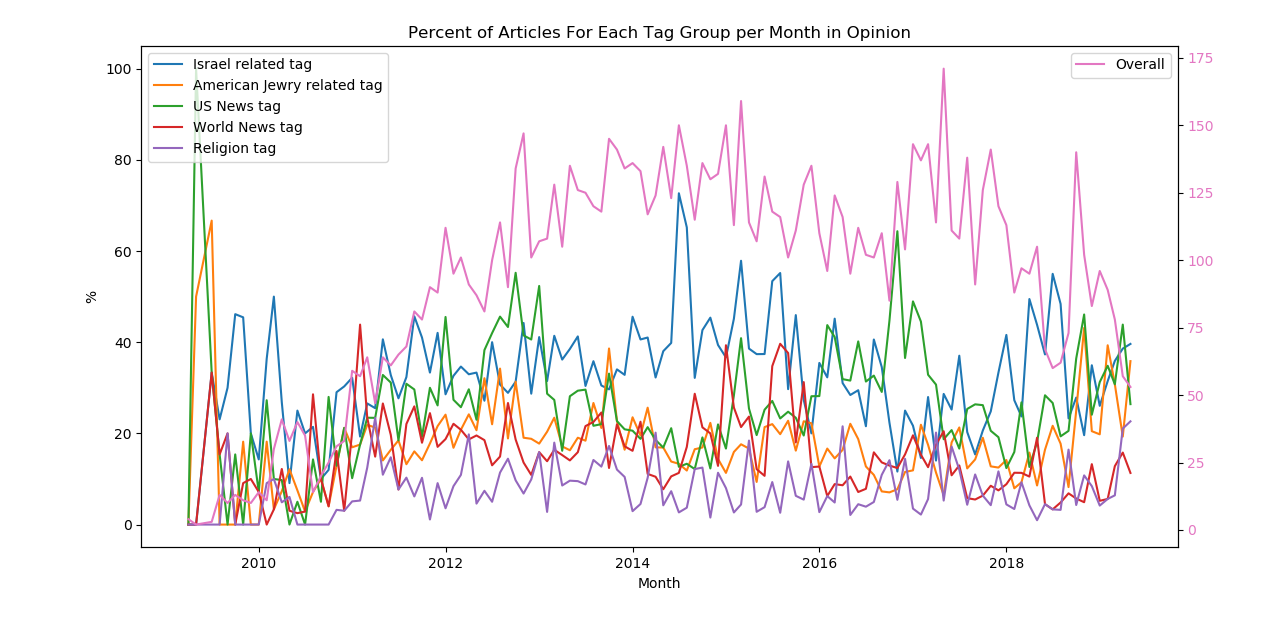 Percent of Articles For Each Tag Group per Month in Opinion
Israel related tag
American Jewry related tag
US News tag
World News tag
Religion tag
Overall
100
80
60
40
20
0
%
175
150
125
100
75
50
25
0
2010
2012
2014
2016
2018
Month